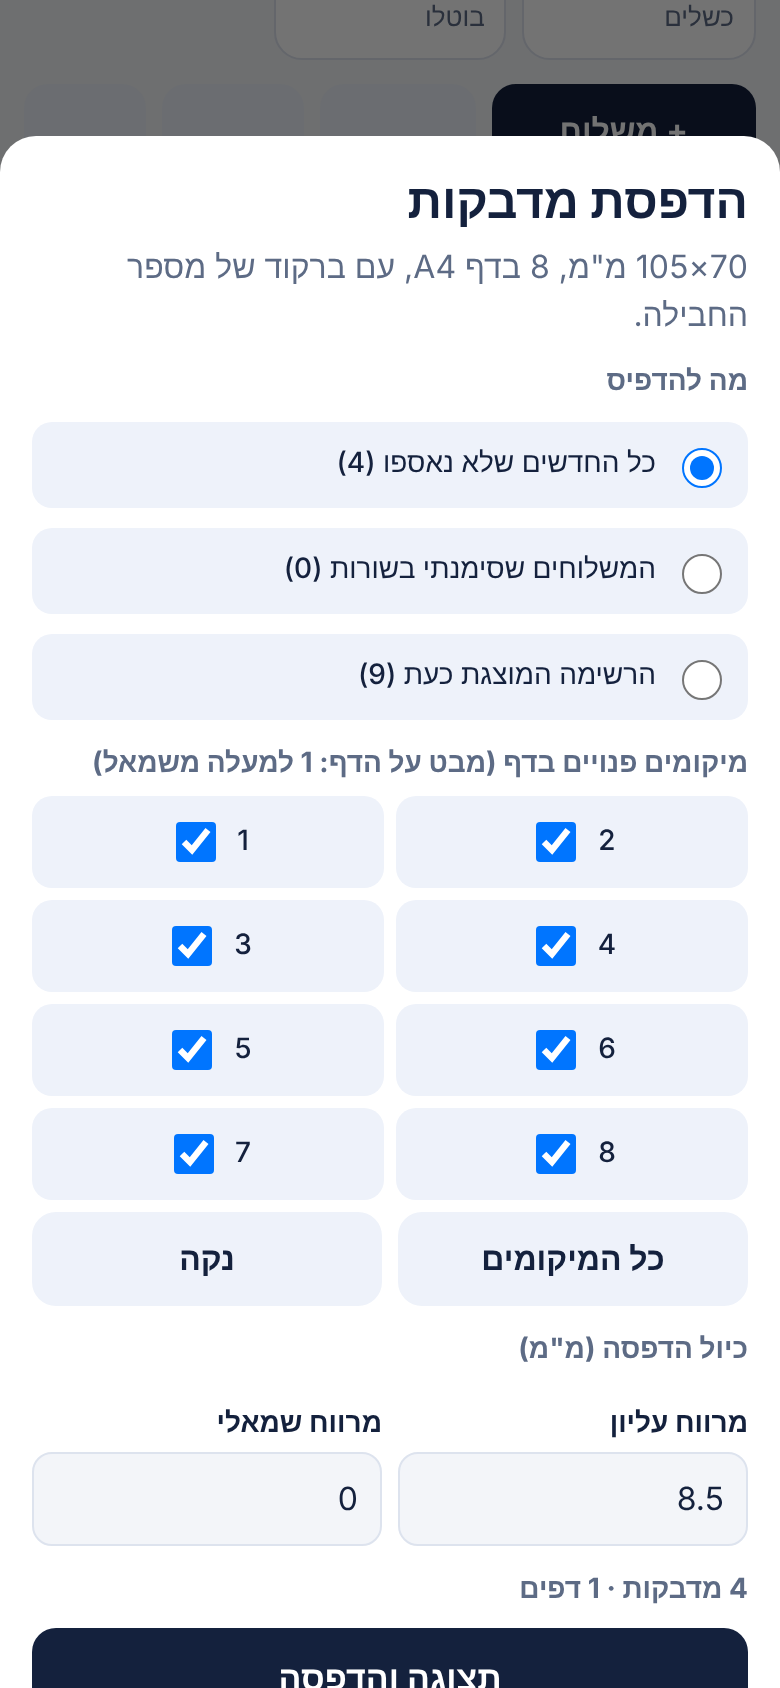 כשלים
בוטלו
+ משלוח
הדפסת מדבקות
105×70 מ"מ, 8 בדף A4, עם ברקוד של מספר
החבילה.
מה להדפיס
כל החדשים שלא נאספו (4)
המשלוחים שסימנתי בשורות (0)
הרשימה המוצגת כעת (9)
מיקומים פנויים בדף (מבט על הדף: 1 למעלה משמאל)
2
1
4
3
6
5
8
7
כל המיקומים
נקה
כיול הדפסה (מ"מ)
מרווח עליון
מרווח שמאלי
8.5
0
4 מדבקות · 1 דפים
תצוגה והדפסה